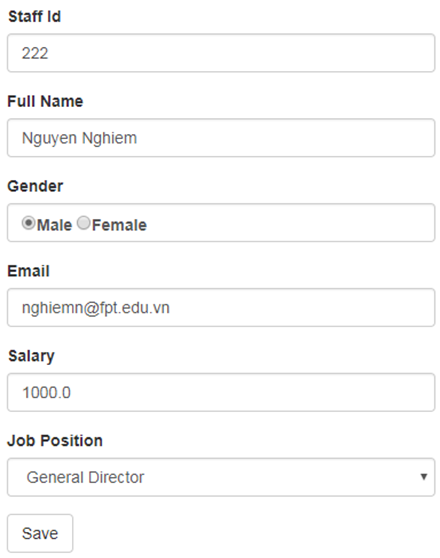 Staff Id
222
Full Name
Nguyen Nghiem
Gender
Male Female
Email
nghiemn@fpt.edu.vn
Salary
1000.0
Job Position
General Director
Save